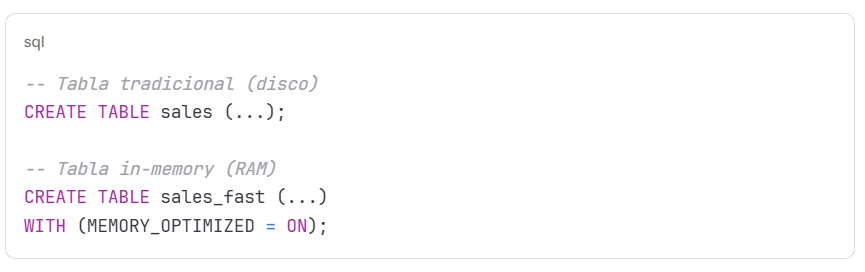 sql
-- Tabla tradicional (disco)
CREATE TABLE sales (...);
-- Tabla in-memory (RAM)
CREATE TABLE sales_fast (...)
WITH (MEMORY_OPTIMIZED = ON);